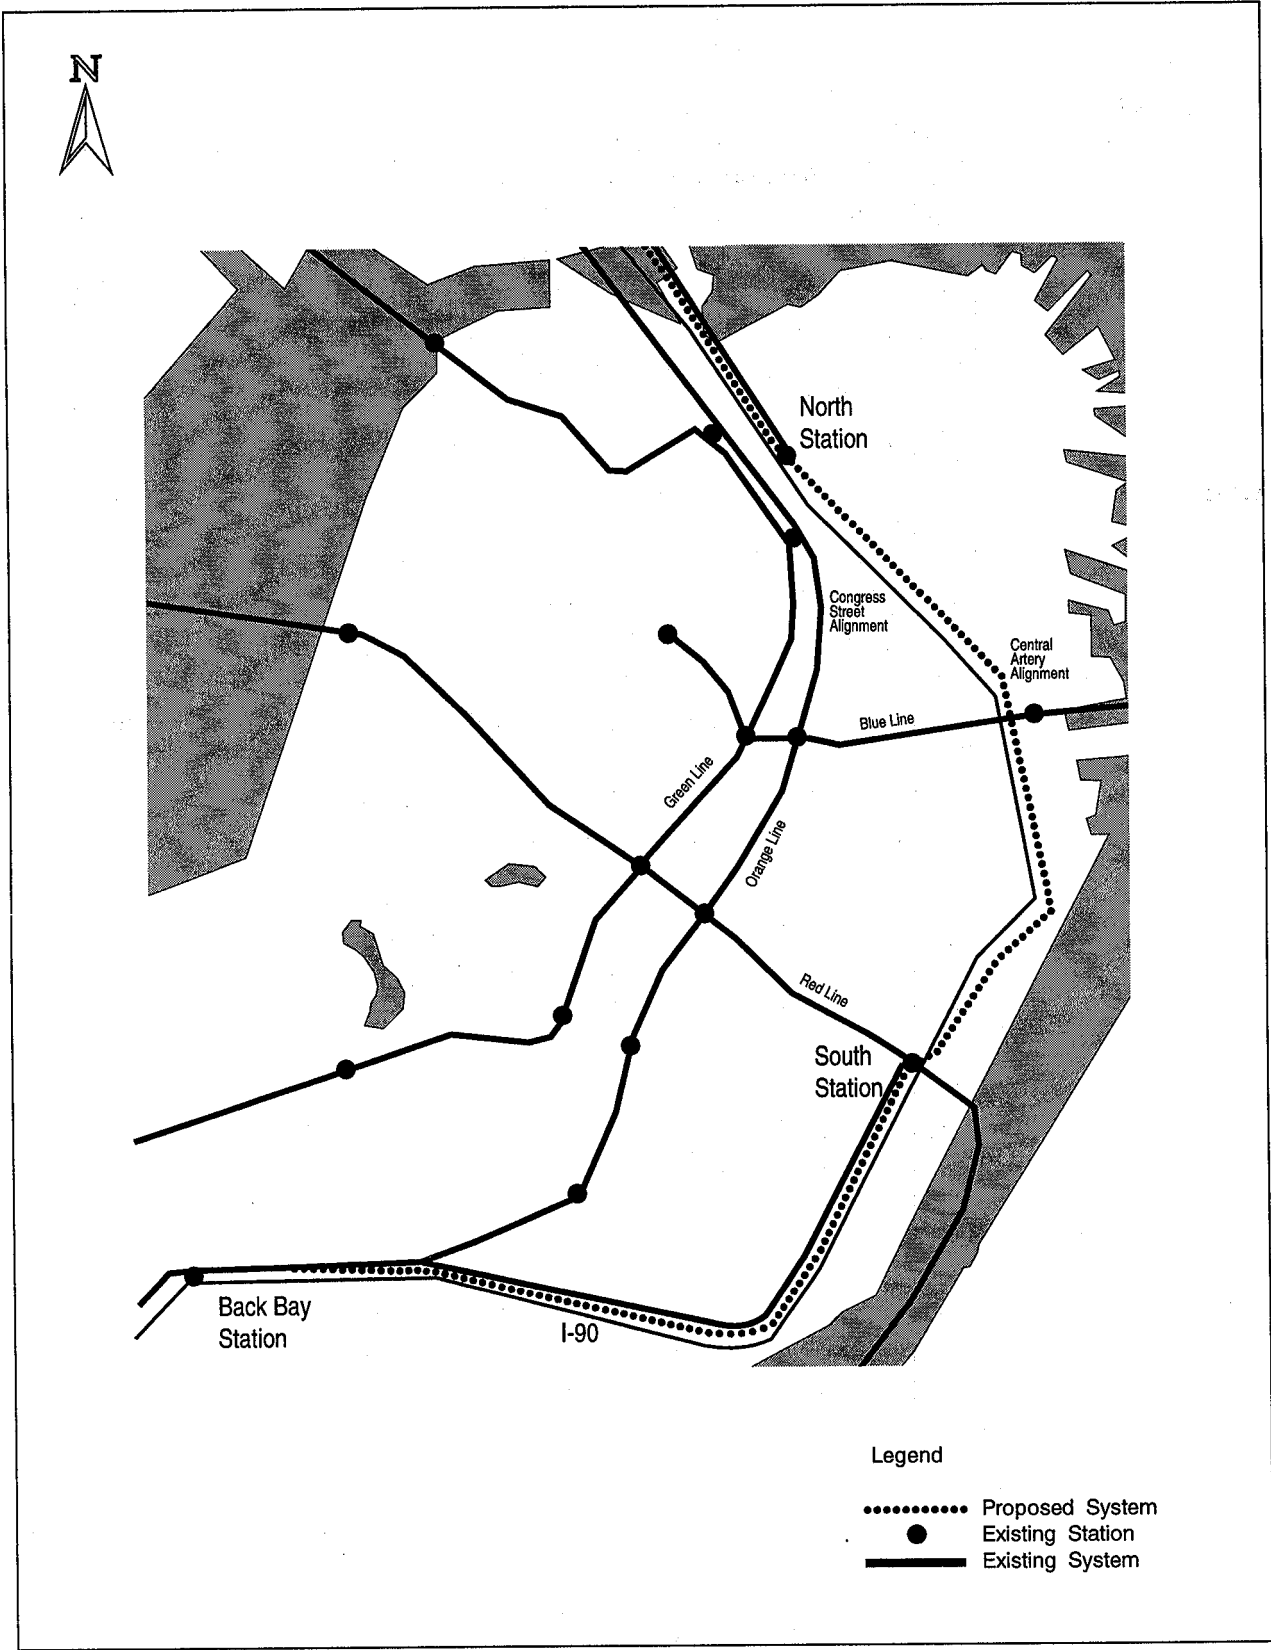 N
North
Station
Congress
Street
Alignment
Central
Artery
Alignment
Blue Line
Green Line
Orange Line
Red Line
South
Station
Back Bay
Station
I-90
Legend
Proposed System
Existing Station
Existing System